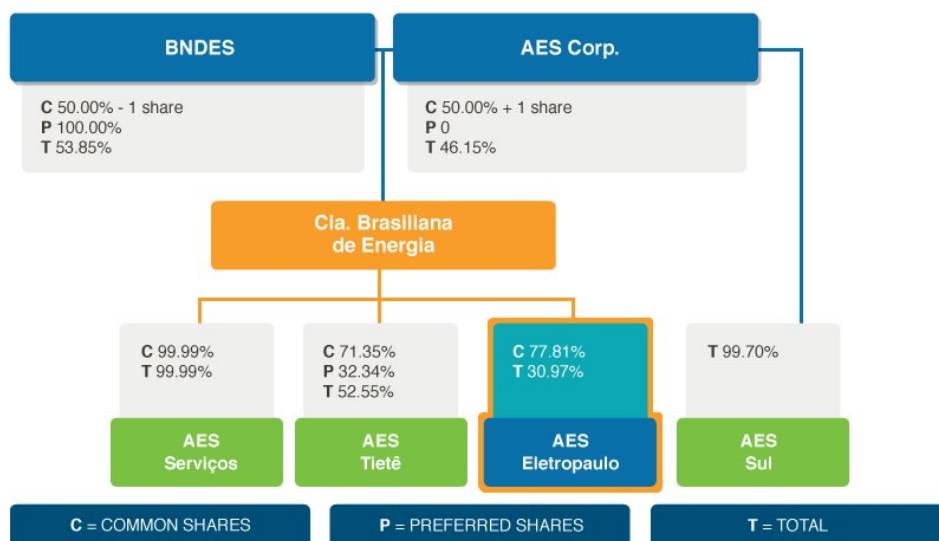 BNDES
AES Corp.
C 50.00% - 1 share
P 100.00%
T 53.85%
C 50.00% + 1 share
P 0
T 46.15%
Cia. Brasiliana
de Energia
C 99.99%
T 99.99%
C 71.35%
P 32.34%
T 52.55%
C 77.81%
T 30.97%
T 99.70%
AES
Serviços
AES
Tietê
AES
Eletropaulo
AES
Sul
C = COMMON SHARES
P = PREFERRED SHARES
T = TOTAL